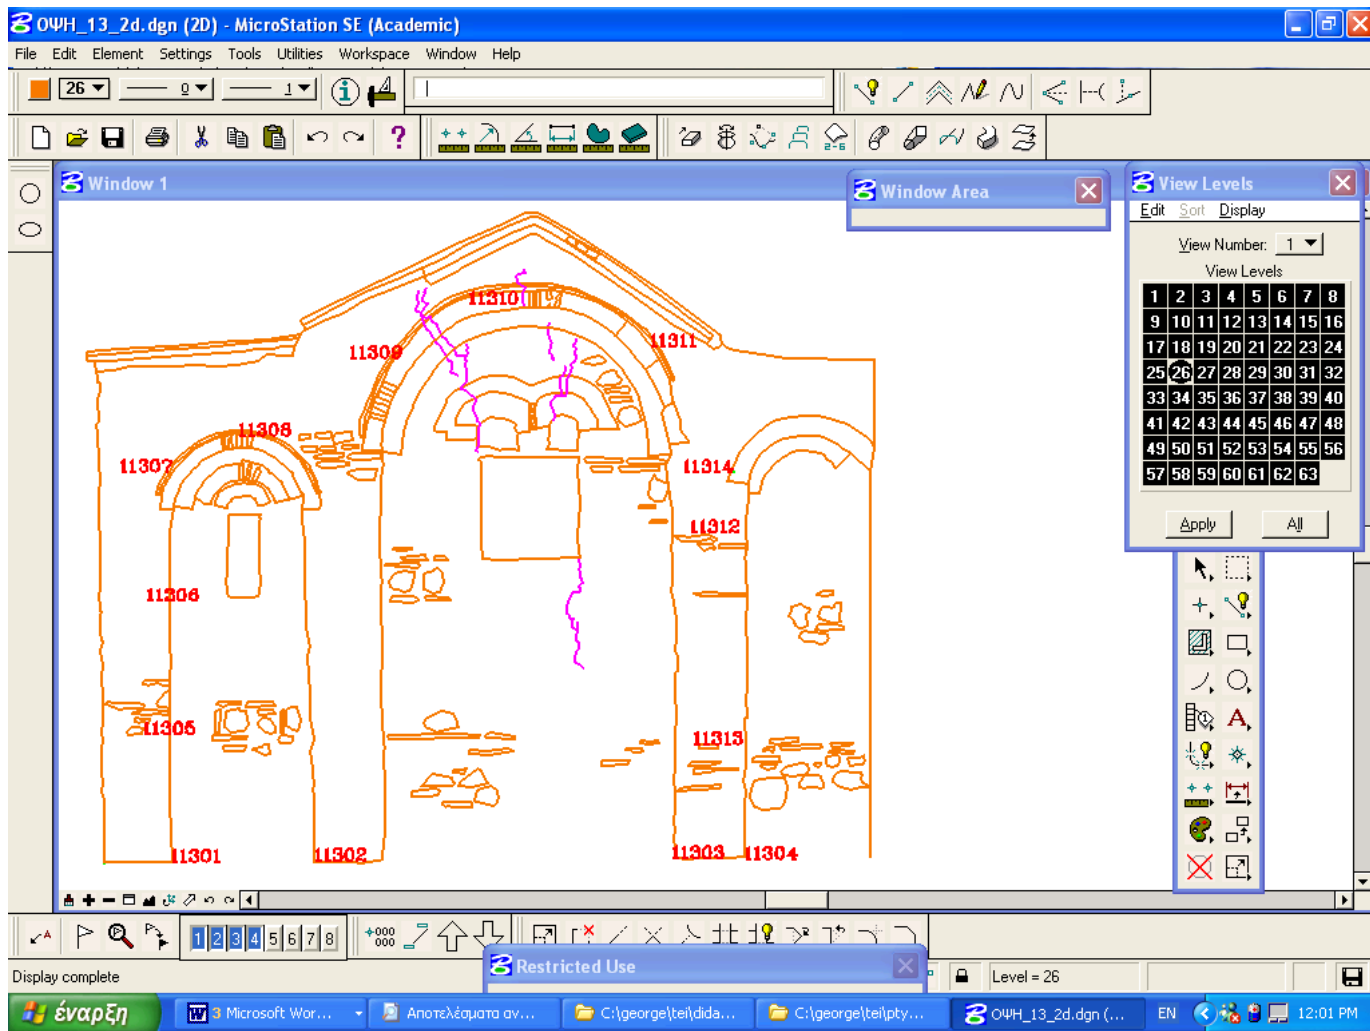 ΟΨΗ_13_2d.dgn (2D) - MicroStation SE (Academic)
File Edit Element Settings Tools Utilities Workspace Window Help
26 0 1
2-6
Window 1
Window Area
View Levels
Edit Sort Display
View Number: 1
View Levels
1 2 3 4 5 6 7 8
9 10 11 12 13 14 15 16
17 18 19 20 21 22 23 24
25 26 27 28 29 30 31 32
33 34 35 36 37 38 39 40
41 42 43 44 45 46 47 48
49 50 51 52 53 54 55 56
57 58 59 60 61 62 63
Apply All
11310
11309
11311
11308
11307
11314
11312
11306
11305
11313
11301
11302
11303
11304
1 2 3 4 5 6 7 8
+000
000
Restricted Use
Display complete
Level = 26
έναρξη
3 Microsoft Wor...
Αποτελέσματα αν...
C:\george\tei\dida...
C:\george\tei\pty...
ΟΨΗ_13_2d.dgn (...
EN
12:01 PM